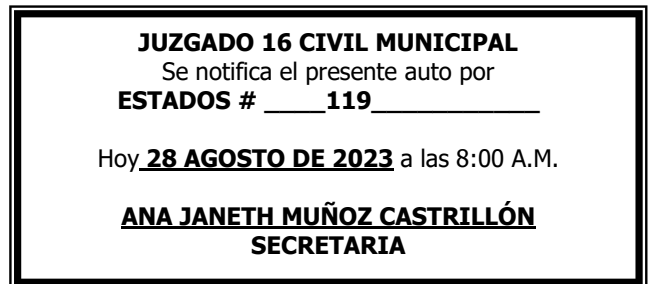 JUZGADO 16 CIVIL MUNICIPAL
Se notifica el presente auto por
ESTADOS # ____119___________
Hoy 28 AGOSTO DE 2023 a las 8:00 A.M.
ANA JANETH MUÑOZ CASTRILLÓN
SECRETARIA